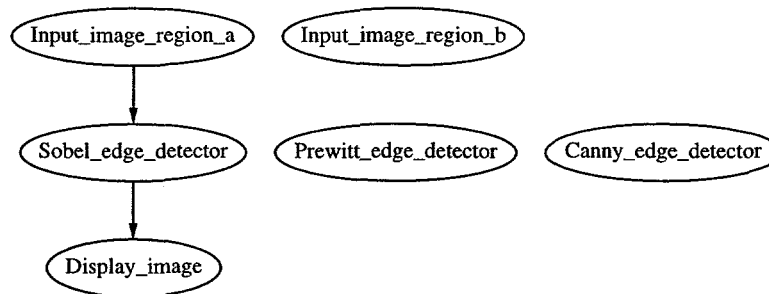 Input_image_region_a
Input_image_region_b
Sobel_edge_detector
Prewitt_edge_detector
Canny_edge_detector
Display_image